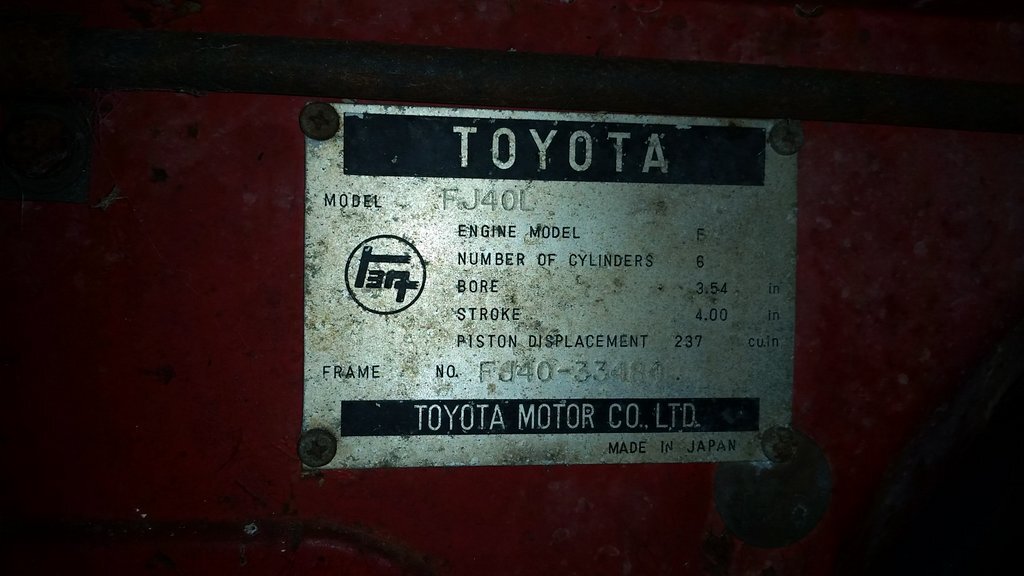 TOYOTA
MODEL FJ40L
ENGINE MODEL F
NUMBER OF CYLINDERS 6
BORE 3.54 in
STROKE 4.00 in
PISTON DISPLACEMENT 237 cu.in
FRAME NO.
TOYOTA MOTOR CO., LTD.
MADE IN JAPAN